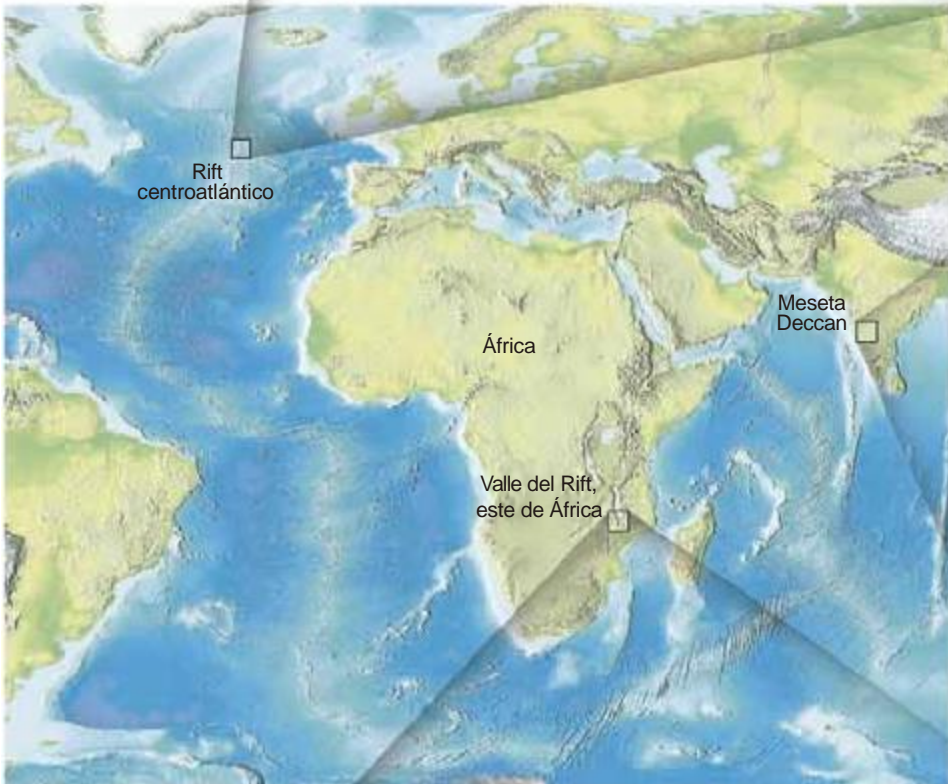 Rift
centroatlántico
Meseta
Deccan
África
Valle del Rift,
este de África